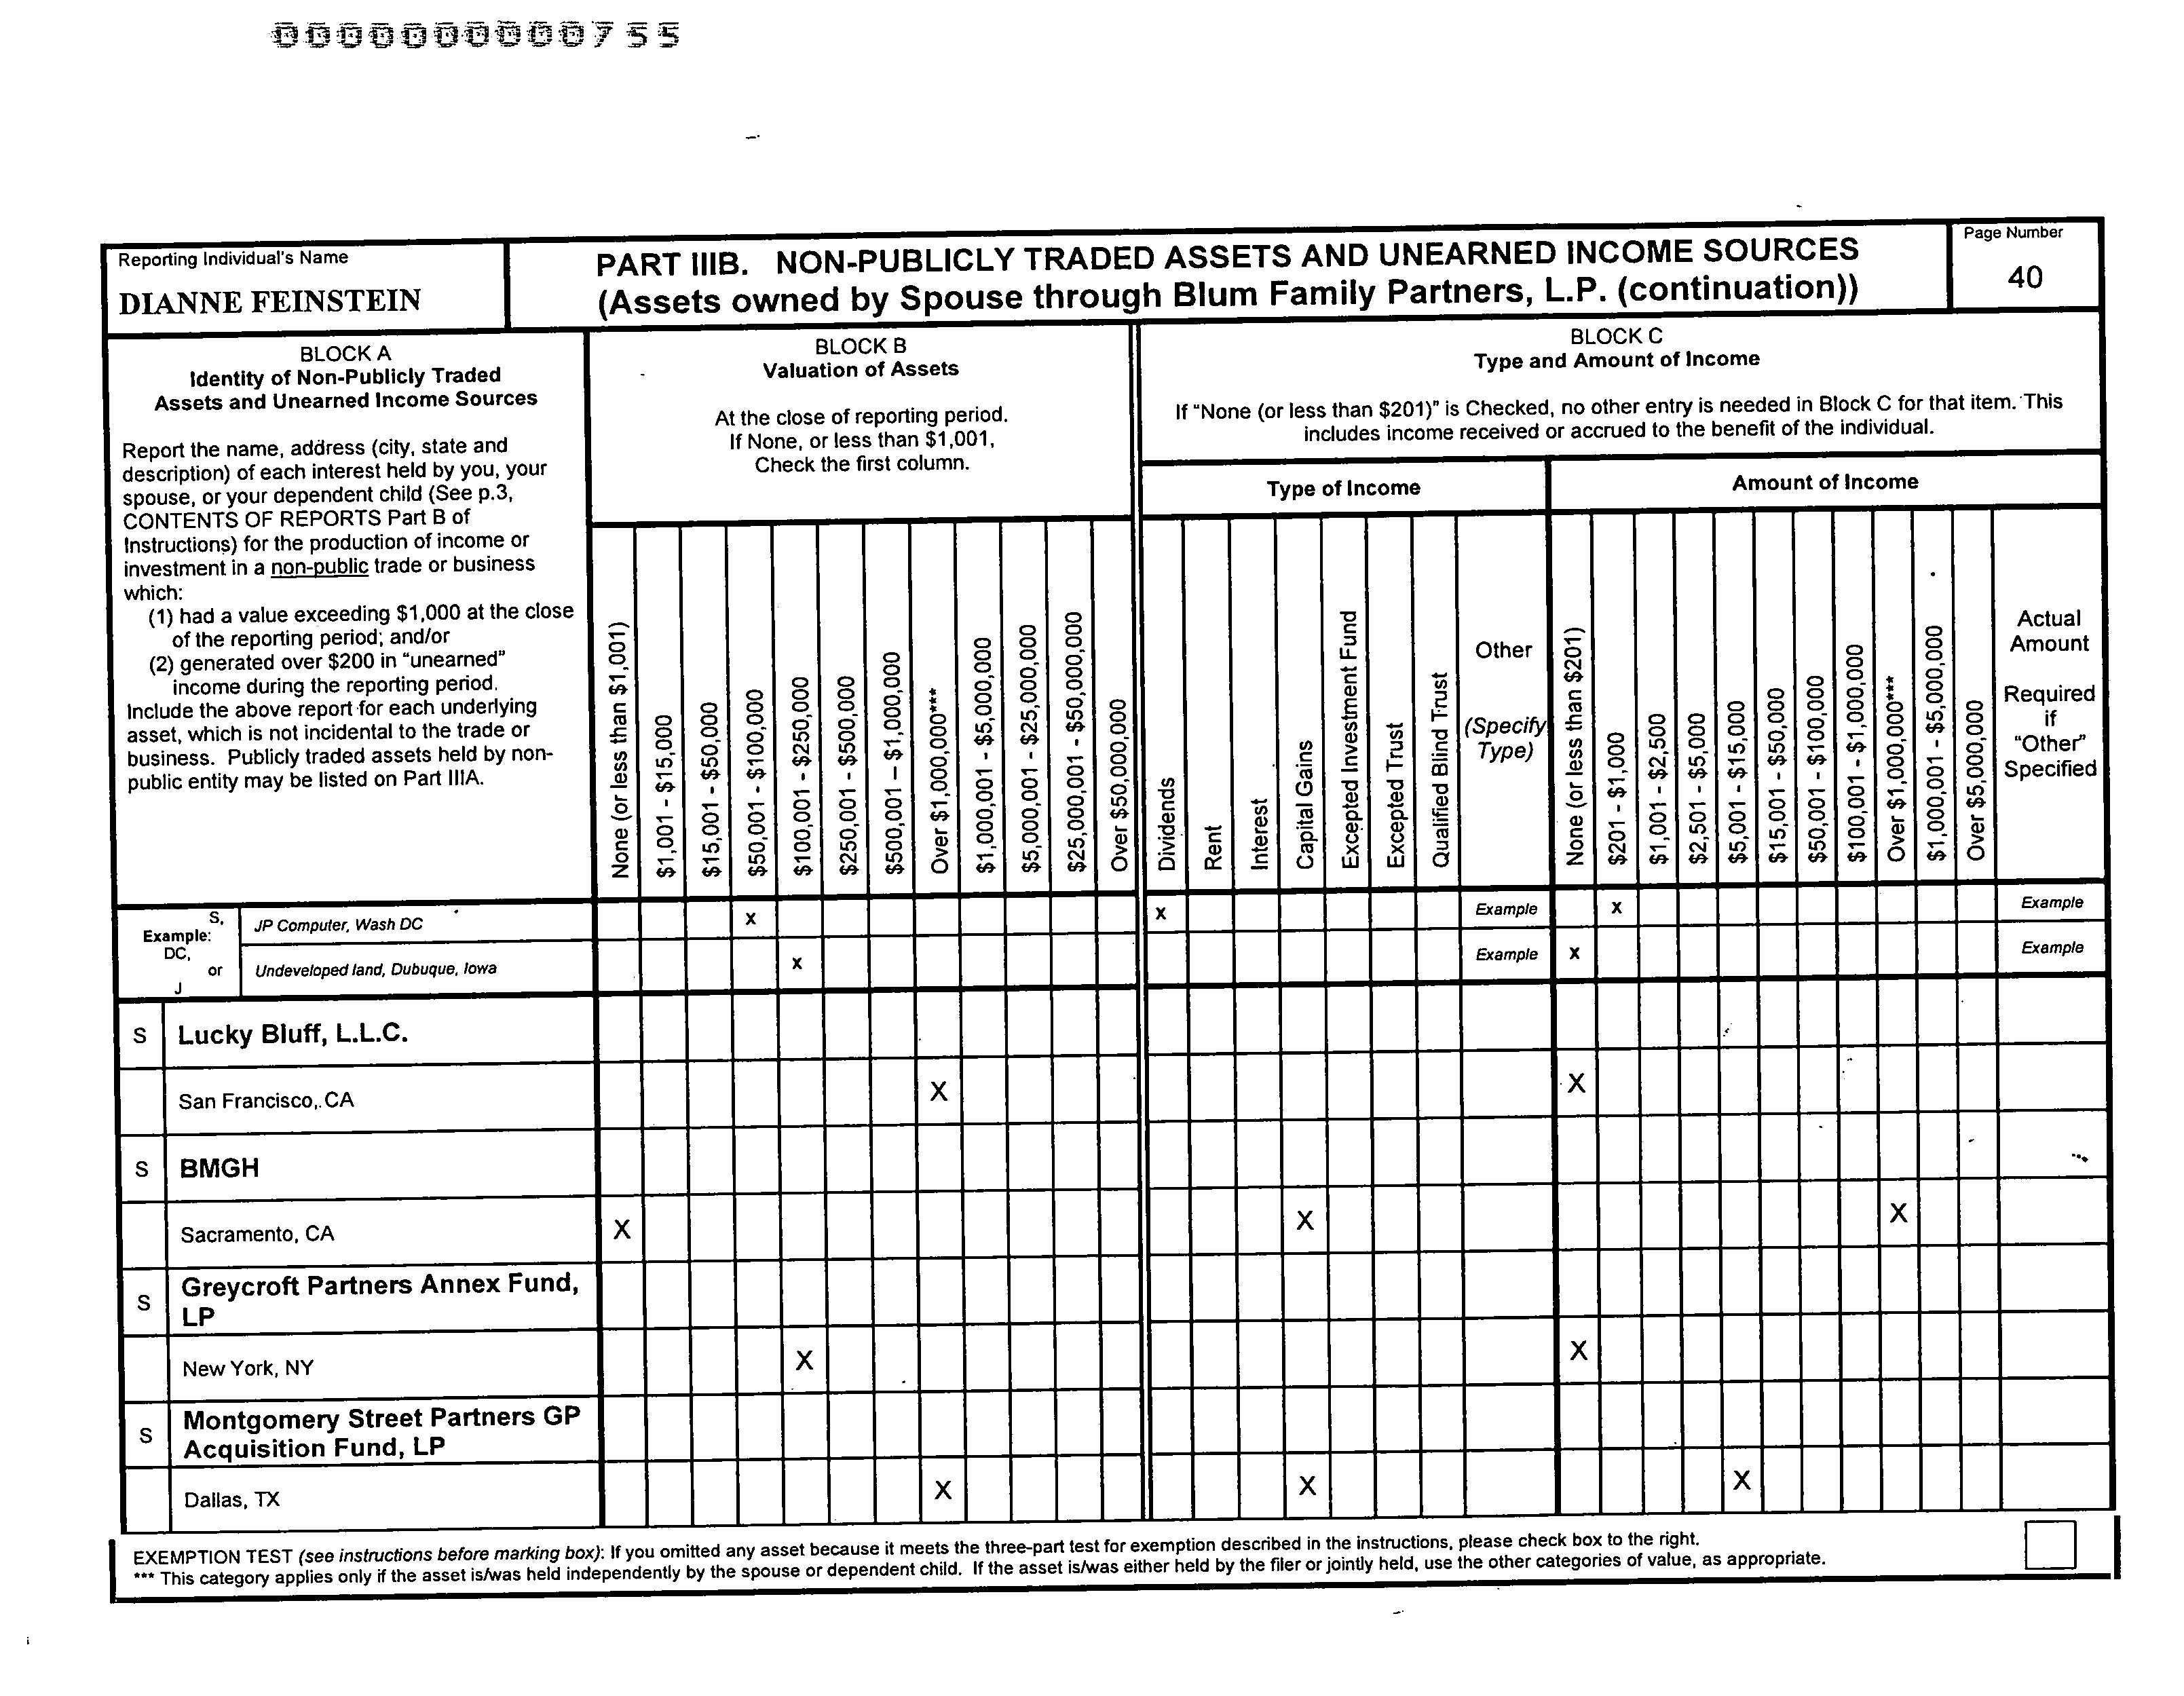 000000000755
Reporting Individual's Name
DIANNE FEINSTEIN
PART IIIB. NON-PUBLICLY TRADED ASSETS AND UNEARNED INCOME SOURCES
(Assets owned by Spouse through Blum Family Partners, L.P. (continuation))
Page Number
40
BLOCK A
Identity of Non-Publicly Traded
Assets and Unearned Income Sources
Report the name, address (city, state and
description) of each interest held by you, your
spouse, or your dependent child (See p.3,
CONTENTS OF REPORTS Part B of
Instructions) for the production of income or
investment in a non-public trade or business
which:
(1) had a value exceeding $1,000 at the close
of the reporting period; and/or
(2) generated over $200 in "unearned"
income during the reporting period.
Include the above report for each underlying
asset, which is not incidental to the trade or
business. Publicly traded assets held by non-
public entity may be listed on Part IIIA.
BLOCK B
Valuation of Assets
At the close of reporting period.
If None, or less than $1,001,
Check the first column.
None (or less than $1,001)
$1,001 - $15,000
$15,001 - $50,000
$50,001 - $100,000
$100,001 - $250,000
$250,001 - $500,000
$500,001 – $1,000,000
Over $1,000,000***
$1,000,001 - $5,000,000
$5,000,001 - $25,000,000
$25,000,001 - $50,000,000
Over $50,000,000
BLOCK C
Type and Amount of Income
If "None (or less than $201)" is Checked, no other entry is needed in Block C for that item. This
includes income received or accrued to the benefit of the individual.
Type of Income
Dividends
Rent
Interest
Capital Gains
Excepted Investment Fund
Excepted Trust
Qualified Blind Trust
Other
(Specify
Type)
Amount of Income
None (or less than $201)
$201 - $1,000
$1,001 - $2,500
$2,501 - $5,000
$5,001 - $15,000
$15,001 - $50,000
$50,001 - $100,000
$100,001 - $1,000,000
Over $1,000,000***
$1,000,001 - $5,000,000
Over $5,000,000
Actual
Amount
Required
if
"Other"
Specified
S,
Example:
DC,
or
J
JP Computer, Wash DC x x Example x Example
Undeveloped land, Dubuque, Iowa x Example x Example
S Lucky Bluff, L.L.C.
San Francisco, CA X X
S BMGH
Sacramento, CA X X X
S Greycroft Partners Annex Fund,
LP
New York, NY X X
S Montgomery Street Partners GP
Acquisition Fund, LP
Dallas, TX X X X
EXEMPTION TEST (see instructions before marking box): If you omitted any asset because it meets the three-part test for exemption described in the instructions, please check box to the right.
*** This category applies only if the asset is/was held independently by the spouse or dependent child. If the asset is/was either held by the filer or jointly held, use the other categories of value, as appropriate.